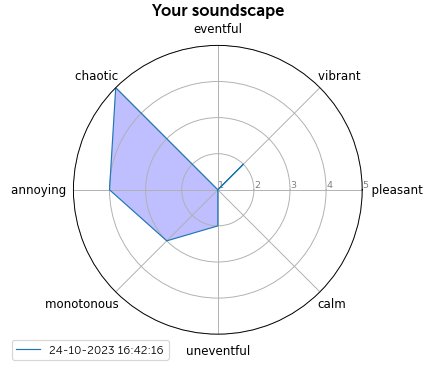 Your soundscape
eventful
chaotic
vibrant
annoying
1 2 3 4 5
pleasant
monotonous
calm
uneventful
24-10-2023 16:42:16